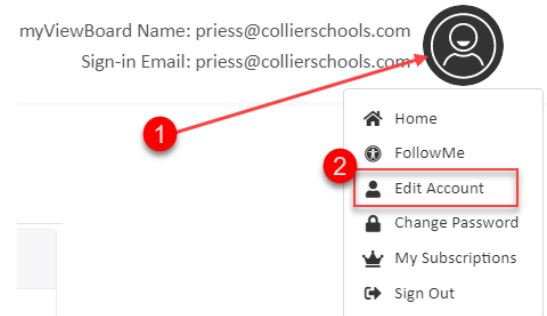 myViewBoard Name: priess@collierschools.com
Sign-in Email: priess@collierschools.com
1
Home
FollowMe
2
Edit Account
Change Password
My Subscriptions
Sign Out